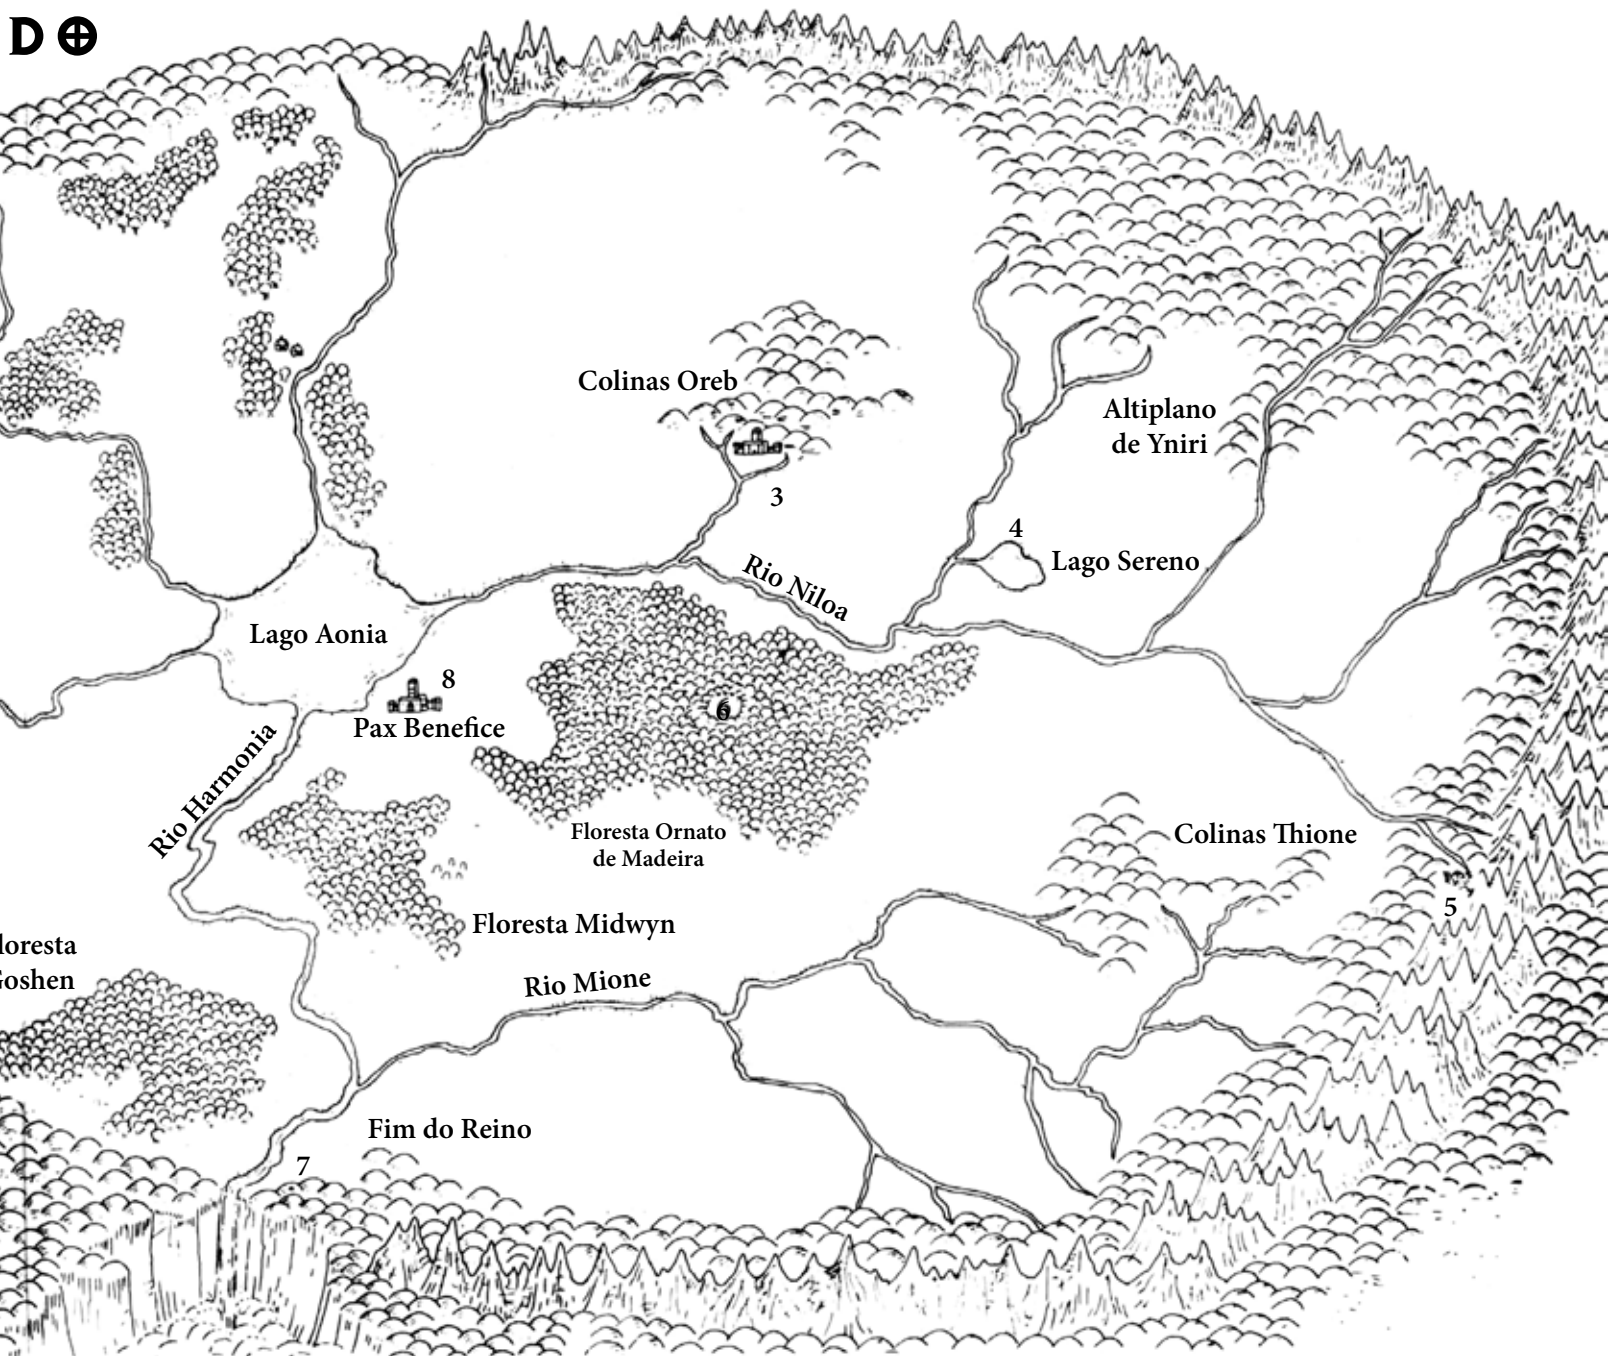 D
Colinas Oreb
Altiplano
de Yniri
3
4
Lago Sereno
Rio Niloa
Lago Aonia
8
Pax Benefice
6
Rio Harmonia
Floresta Ornato
de Madeira
Colinas Thione
5
Floresta Midwyn
loresta
Goshen
Rio Mione
Fim do Reino
7